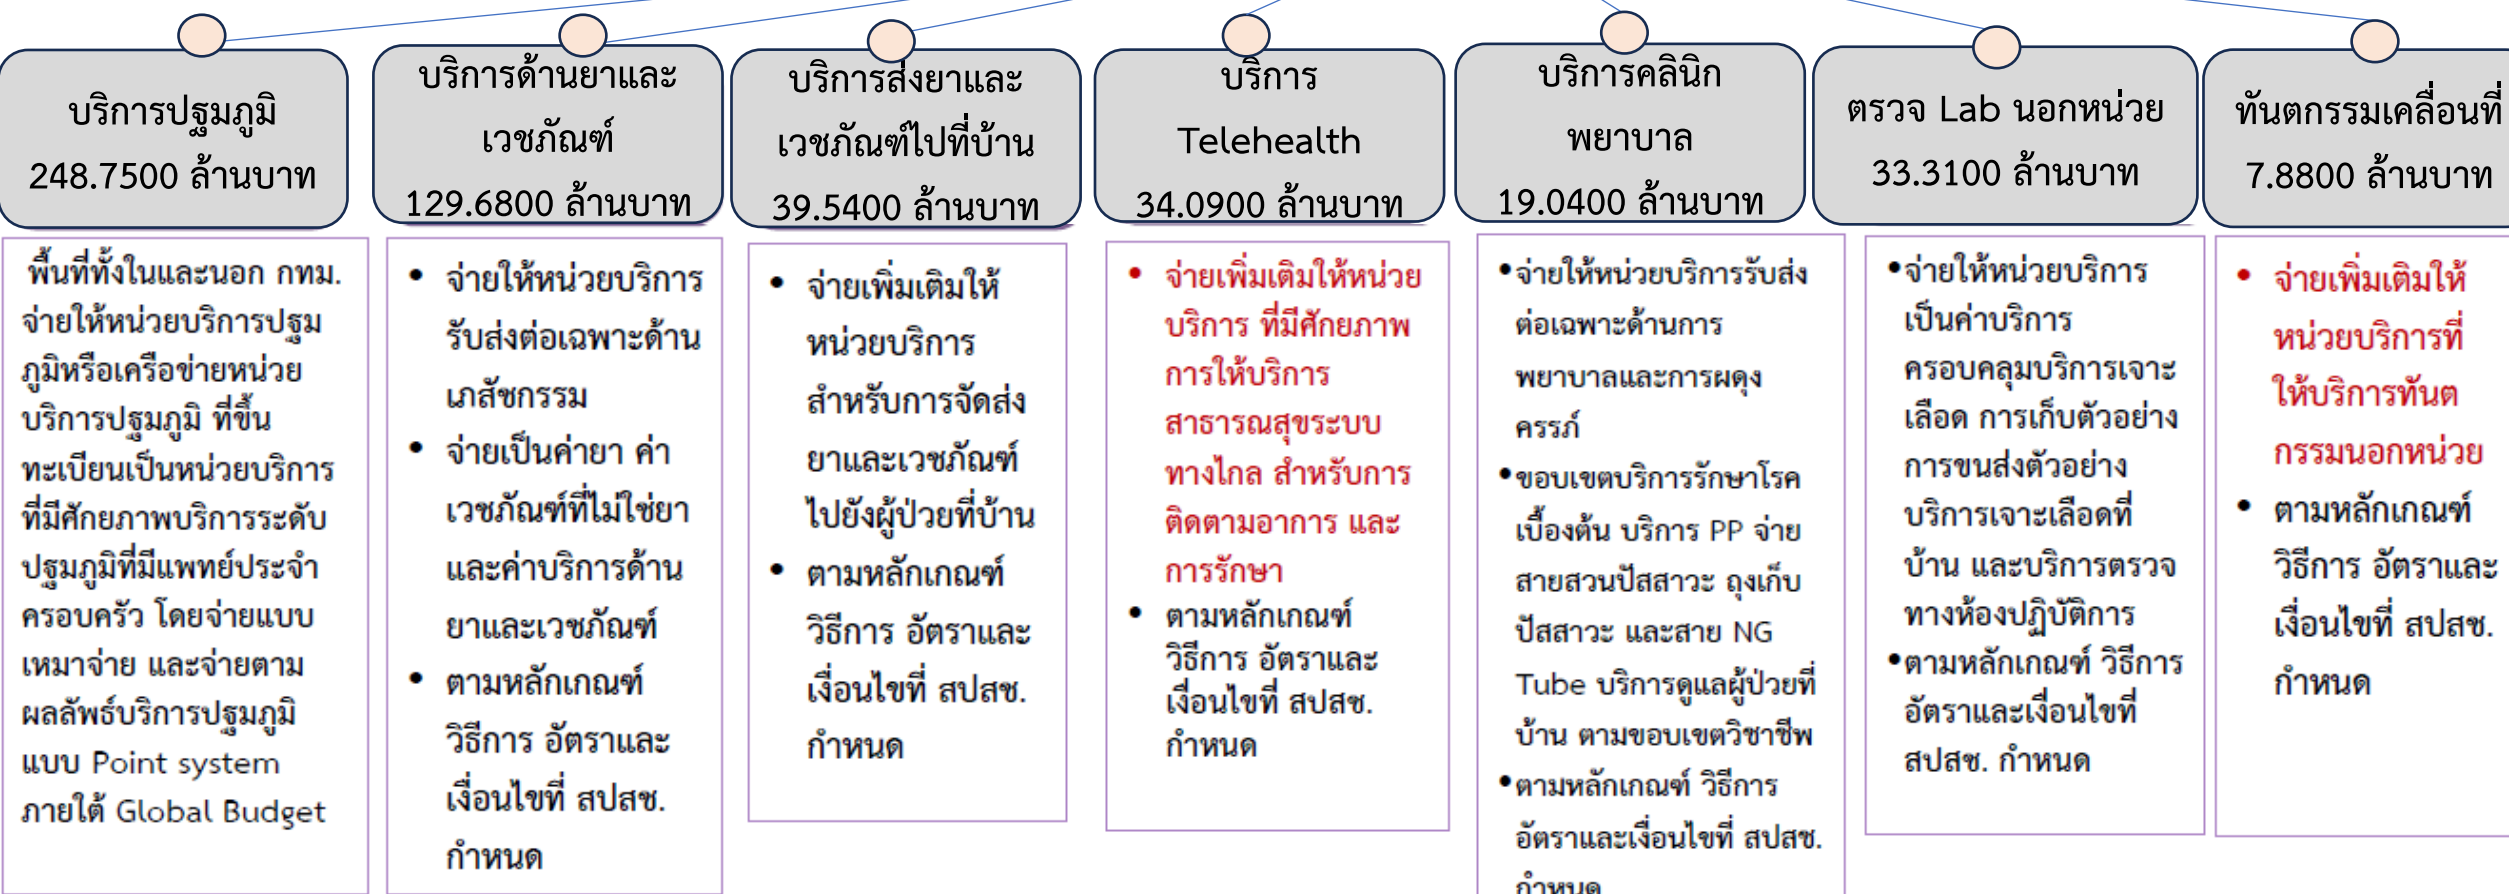 บริการปฐมภูมิ
248.7500 ล้านบาท
พื้นที่ทั้งในและนอก กทม.
จ่ายให้หน่วยบริการปฐม
ภูมิหรือเครือข่ายหน่วย
บริการปฐมภูมิ ที่ขึ้น
ทะเบียนเป็นหน่วยบริการ
ที่มีศักยภาพบริการระดับ
ปฐมภูมิที่มีแพทย์ประจำ
ครอบครัว โดยจ่ายแบบ
เหมาจ่าย และจ่ายตาม
ผลลัพธ์บริการปฐมภูมิ
แบบ Point system
ภายใต้ Global Budget
บริการด้านยาและ
เวชภัณฑ์
129.6800 ล้านบาท
• จ่ายให้หน่วยบริการ
รับส่งต่อเฉพาะด้าน
เภสัชกรรม
• จ่ายเป็นค่ายา ค่า
เวชภัณฑ์ที่ไม่ใช่ยา
และค่าบริการด้าน
ยาและเวชภัณฑ์
• ตามหลักเกณฑ์
วิธีการ อัตราและ
เงื่อนไขที่ สปสช.
กำหนด
บริการส่งยาและ
เวชภัณฑ์ไปที่บ้าน
39.5400 ล้านบาท
• จ่ายเพิ่มเติมให้
หน่วยบริการ
สำหรับการจัดส่ง
ยาและเวชภัณฑ์
ไปยังผู้ป่วยที่บ้าน
• ตามหลักเกณฑ์
วิธีการ อัตราและ
เงื่อนไขที่ สปสช.
กำหนด
บริการ
Telehealth
34.0900 ล้านบาท
• จ่ายเพิ่มเติมให้หน่วย
บริการ ที่มีศักยภาพ
การให้บริการ
สาธารณสุขระบบ
ทางไกล สำหรับการ
ติดตามอาการ และ
การรักษา
• ตามหลักเกณฑ์
วิธีการ อัตราและ
เงื่อนไขที่ สปสช.
กำหนด
บริการคลินิก
พยาบาล
19.0400 ล้านบาท
•จ่ายให้หน่วยบริการรับส่ง
ต่อเฉพาะด้านการ
พยาบาลและการผดุง
ครรภ์
•ขอบเขตบริการรักษาโรค
เบื้องต้น บริการ PP จ่าย
สายสวนปัสสาวะ ถุงเก็บ
ปัสสาวะ และสาย NG
Tube บริการดูแลผู้ป่วยที่
บ้าน ตามขอบเขตวิชาชีพ
•ตามหลักเกณฑ์ วิธีการ
อัตราและเงื่อนไขที่ สปสช.
กำหนด
ตรวจ Lab นอกหน่วย
33.3100 ล้านบาท
•จ่ายให้หน่วยบริการ
เป็นค่าบริการ
ครอบคลุมบริการเจาะ
เลือด การเก็บตัวอย่าง
การขนส่งตัวอย่าง
บริการเจาะเลือดที่
บ้าน และบริการตรวจ
ทางห้องปฏิบัติการ
•ตามหลักเกณฑ์ วิธีการ
อัตราและเงื่อนไขที่
สปสช. กำหนด
ทันตกรรมเคลื่อนที่
7.8800 ล้านบาท
• จ่ายเพิ่มเติมให้
หน่วยบริการที่
ให้บริการทันต
กรรมนอกหน่วย
• ตามหลักเกณฑ์
วิธีการ อัตราและ
เงื่อนไขที่ สปสช.
กำหนด